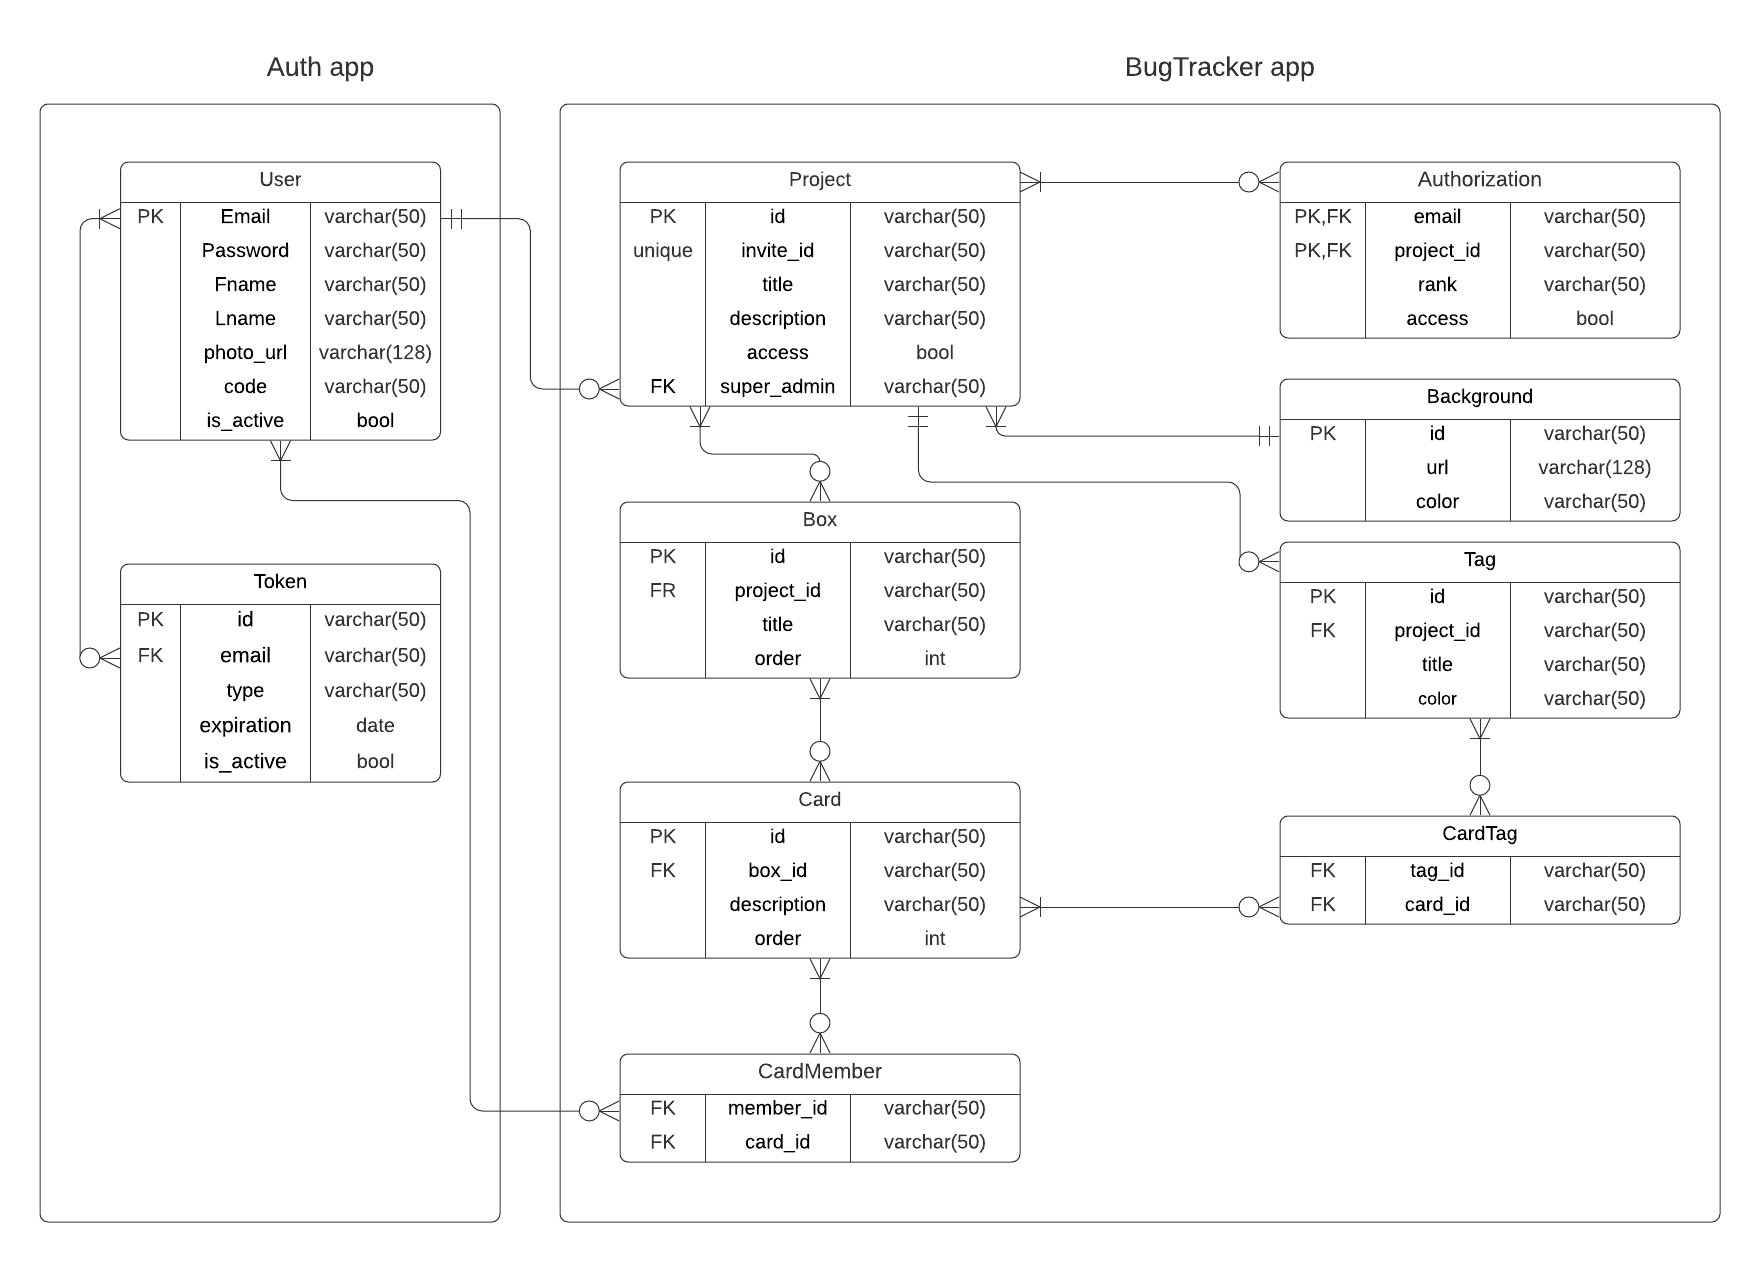 Auth app
BugTracker app
User
PK Email varchar(50)
Password varchar(50)
Fname varchar(50)
Lname varchar(50)
photo_url varchar(128)
code varchar(50)
is_active bool
Token
PK id varchar(50)
FK email varchar(50)
type varchar(50)
expiration date
is_active bool
Project
PK id varchar(50)
unique invite_id varchar(50)
title varchar(50)
description varchar(50)
access bool
FK super_admin varchar(50)
Box
PK id varchar(50)
FR project_id varchar(50)
title varchar(50)
order int
Card
PK id varchar(50)
FK box_id varchar(50)
description varchar(50)
order int
CardMember
FK member_id varchar(50)
FK card_id varchar(50)
Authorization
PK,FK email varchar(50)
PK,FK project_id varchar(50)
rank varchar(50)
access bool
Background
PK id varchar(50)
url varchar(128)
color varchar(50)
Tag
PK id varchar(50)
FK project_id varchar(50)
title varchar(50)
color varchar(50)
CardTag
FK tag_id varchar(50)
FK card_id varchar(50)